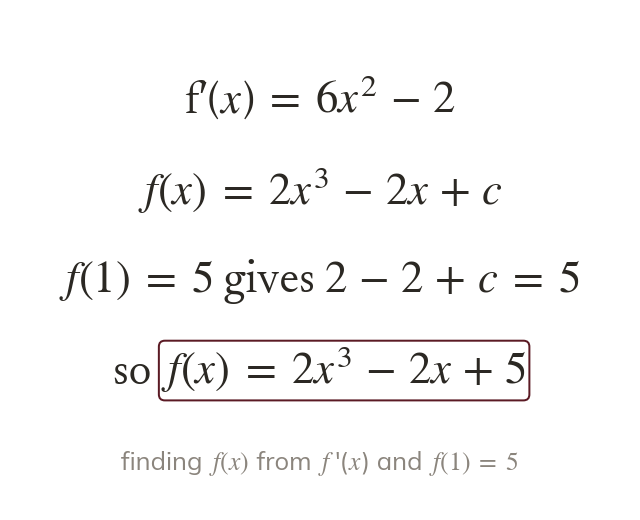 f'(x) = 6x² − 2
f(x) = 2x³ − 2x + c
f(1) = 5 gives 2 − 2 + c = 5
so f(x) = 2x³ − 2x + 5
finding f(x) from f '(x) and f(1) = 5